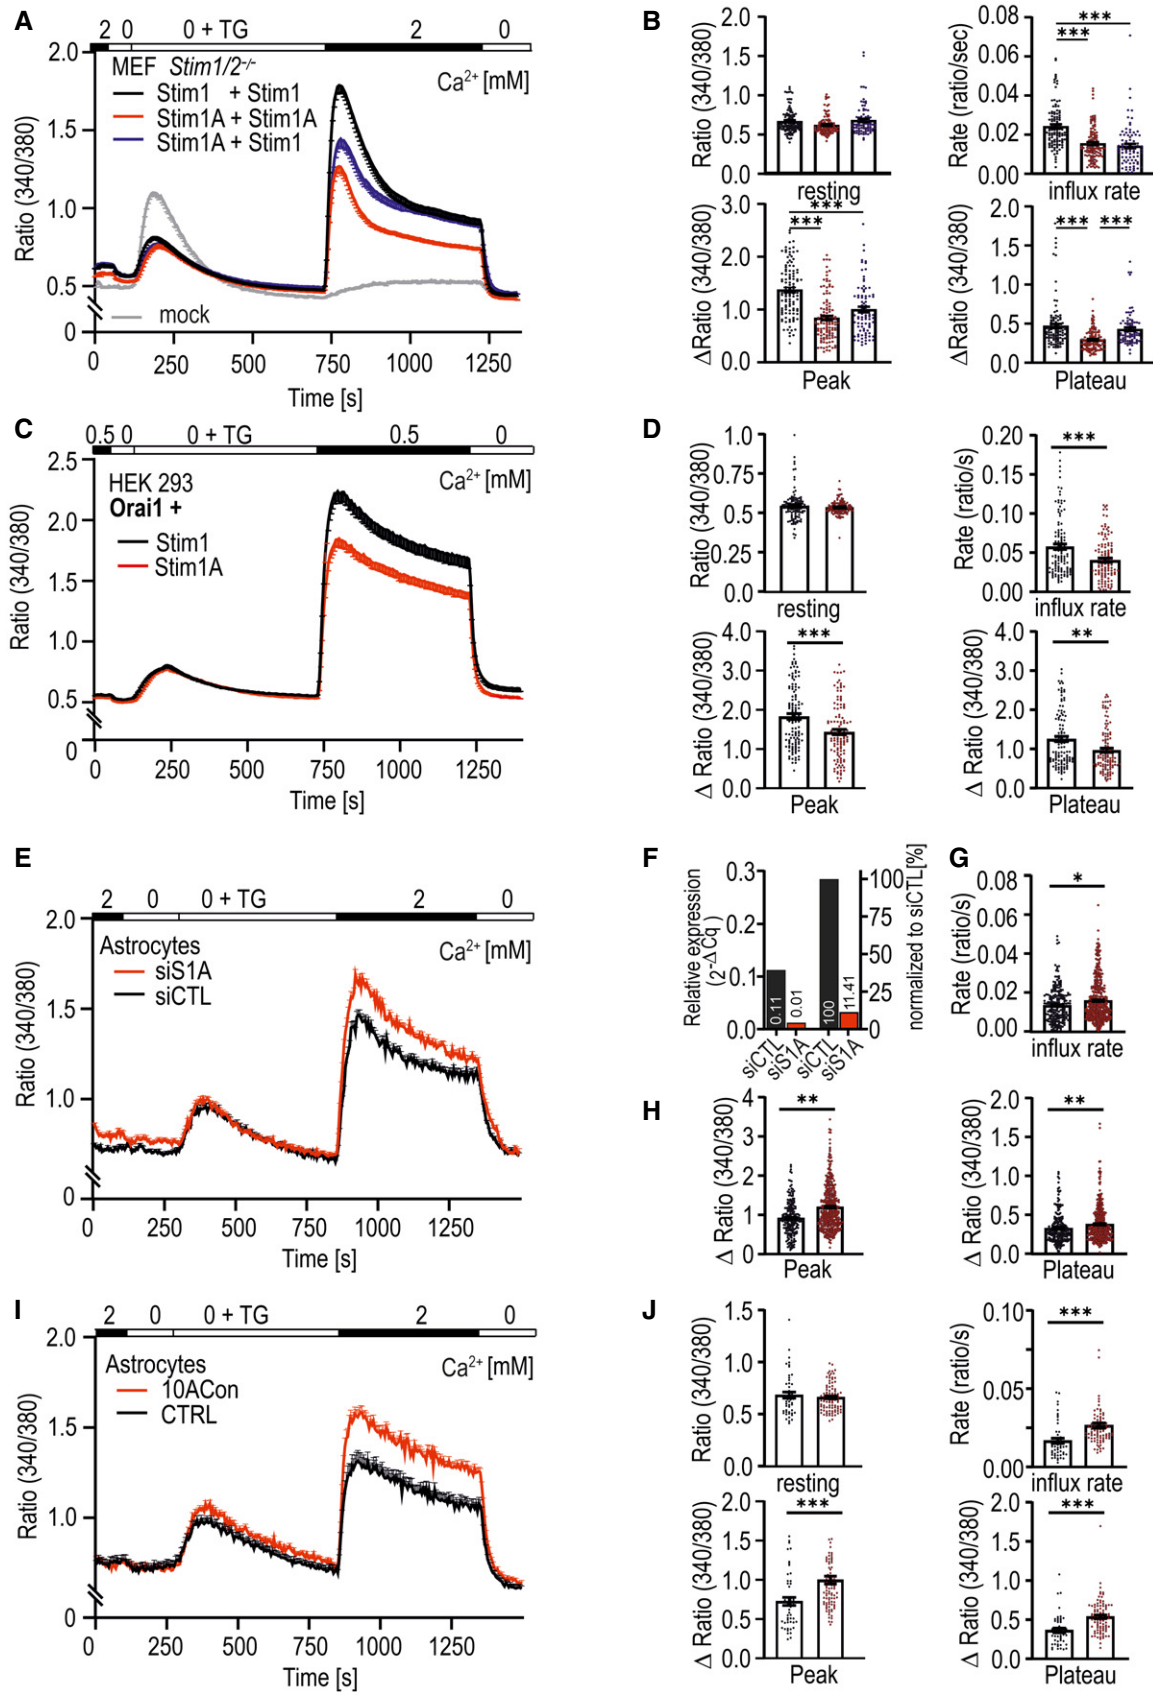 A
2 0 0 + TG 2 0
Ca²⁺ [mM]
MEF Stim1/2⁻/⁻
Stim1 + Stim1
Stim1A + Stim1A
Stim1A + Stim1
mock
Ratio (340/380)
2.0
1.5
1.0
0.5
0
0 250 500 750 1000 1250
Time [s]
B
Ratio (340/380)
2.0
1.5
1.0
0.5
0.0
resting
Rate (ratio/sec)
0.08
0.06
0.04
0.02
0.00
*** ***
influx rate
ΔRatio (340/380)
3.0
2.0
1.0
0.0
*** ***
Peak
ΔRatio (340/380)
2.0
1.5
1.0
0.5
0.0
*** ***
Plateau
C
0.5 0 0 + TG 0.5 0
Ca²⁺ [mM]
HEK 293
Orai1 +
Stim1
Stim1A
Ratio (340/380)
2.5
2.0
1.5
1.0
0.5
0
0 250 500 750 1000 1250
Time [s]
D
Ratio (340/380)
1.0
0.75
0.5
0.25
0.0
resting
Rate (ratio/s)
0.20
0.15
0.10
0.05
0.00
***
influx rate
Δ Ratio (340/380)
4.0
3.0
2.0
1.0
0.0
***
Peak
Δ Ratio (340/380)
4.0
3.0
2.0
1.0
0.0
**
Plateau
E
2 0 0 + TG 2 0
Ca²⁺ [mM]
Astrocytes
siS1A
siCTL
Ratio (340/380)
2.0
1.5
1.0
0
0 250 500 750 1000 1250
Time [s]
F
Relative expression
(2-ΔCq)
0.3
0.2
0.1
0.0
0.11 0.01 100 11.41
siCTL siS1A siCTL siS1A
100
75
50
25
0
normalized to siCTL[%]
G
Rate (ratio/s)
0.08
0.06
0.04
0.02
0.00
*
influx rate
H
Δ Ratio (340/380)
4
3
2
1
0
**
Peak
Δ Ratio (340/380)
2.0
1.5
1.0
0.5
0
**
Plateau
I
2 0 0 + TG 2 0
Ca²⁺ [mM]
Astrocytes
10ACon
CTRL
Ratio (340/380)
2.0
1.5
1.0
0
0 250 500 750 1000 1250
Time [s]
J
Ratio (340/380)
1.5
1.0
0.5
0.0
resting
Rate (ratio/s)
0.10
0.05
0.00
***
influx rate
Δ Ratio (340/380)
2.0
1.5
1.0
0.5
0.0
***
Peak
Δ Ratio (340/380)
2.0
1.5
1.0
0.5
0.0
***
Plateau